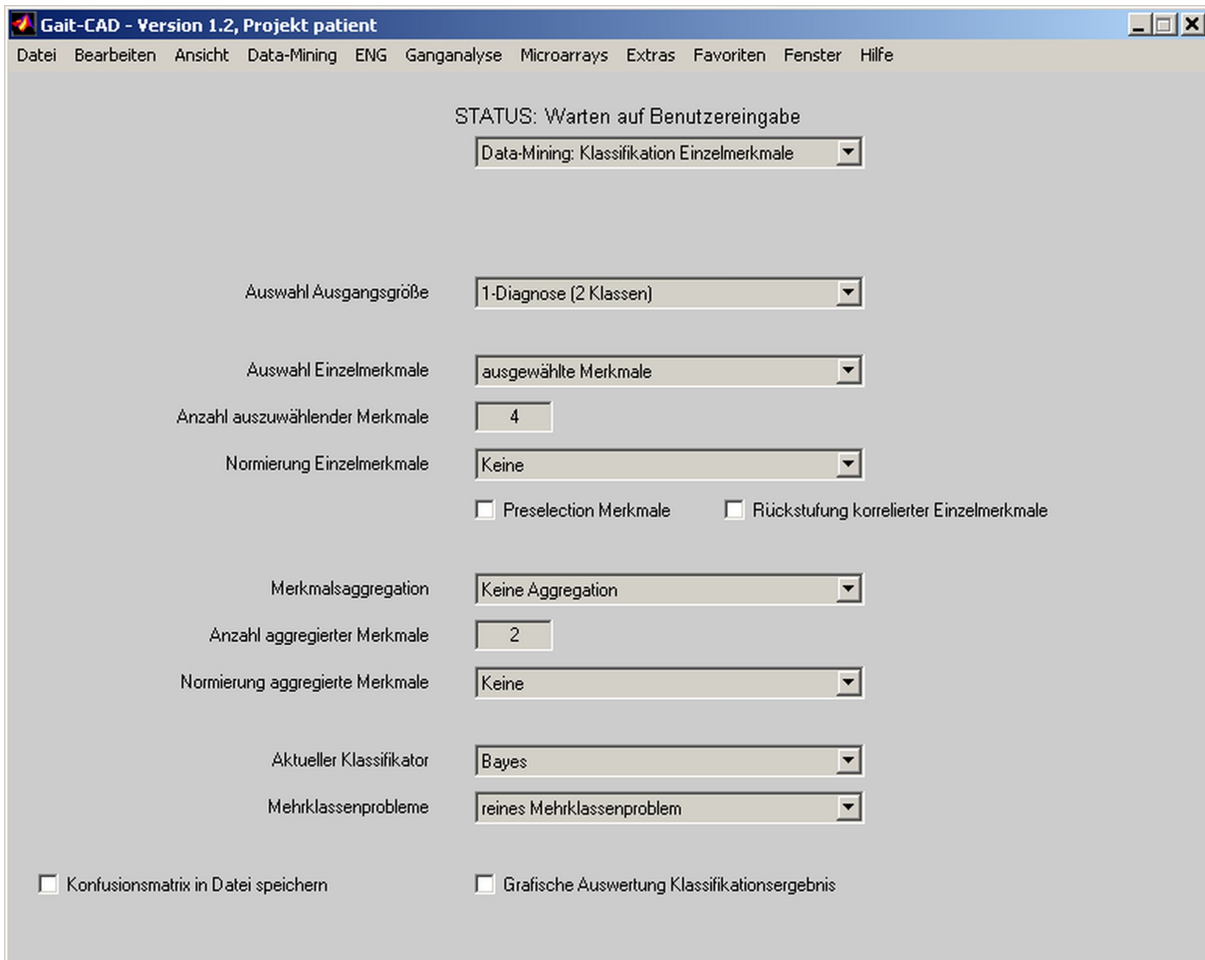 Gait-CAD - Version 1.2, Projekt patient
Datei Bearbeiten Ansicht Data-Mining ENG Ganganalyse Microarrays Extras Favoriten Fenster Hilfe
STATUS: Warten auf Benutzereingabe
Data-Mining: Klassifikation Einzelmerkmale
Auswahl Ausgangsgröße 1-Diagnose (2 Klassen)
Auswahl Einzelmerkmale ausgewählte Merkmale
Anzahl auszuwählender Merkmale 4
Normierung Einzelmerkmale Keine
Preselection Merkmale Rückstufung korrelierter Einzelmerkmale
Merkmalsaggregation Keine Aggregation
Anzahl aggregierter Merkmale 2
Normierung aggregierte Merkmale Keine
Aktueller Klassifikator Bayes
Mehrklassenprobleme reines Mehrklassenproblem
Konfusionsmatrix in Datei speichern Grafische Auswertung Klassifikationsergebnis